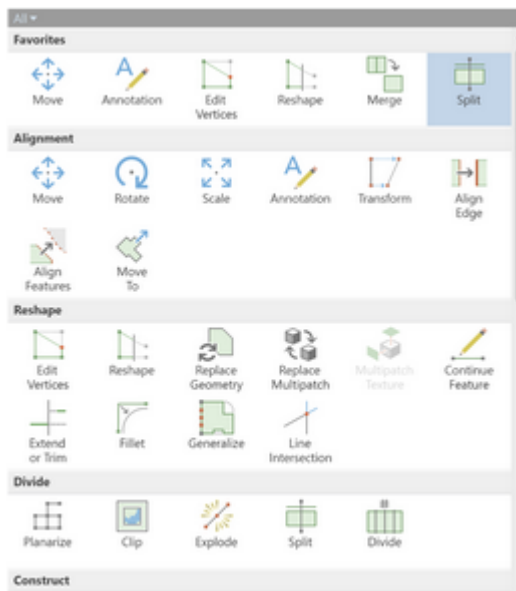 All
Favorites
Move Annotation Edit Reshape Merge Split
Vertices
Alignment
Move Rotate Scale Annotation Transform Align
Edge
Align Move
Features To
Reshape
Edit Reshape Replace Replace Multipatch Continue
Vertices Geometry Multipatch Texture Feature
Extend Fillet Generalize Line
or Trim Intersection
Divide
Planarize Clip Explode Split Divide
Construct